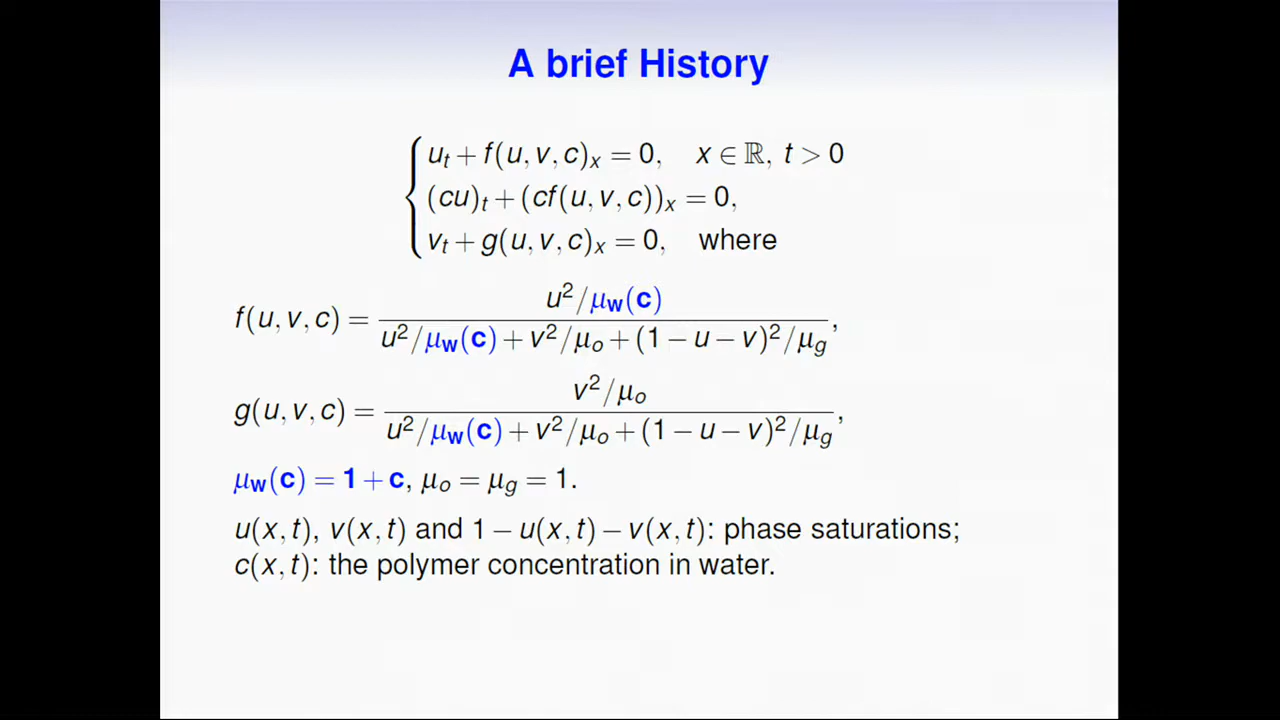 A brief History
u_t + f(u, v, c)_x = 0, x ∈ ℝ, t > 0
(cu)_t + (cf(u, v, c))_x = 0,
v_t + g(u, v, c)_x = 0, where
f(u, v, c) = (u²/μ_w(c)) / (u²/μ_w(c) + v²/μ_o + (1 − u − v)²/μ_g),
g(u, v, c) = (v²/μ_o) / (u²/μ_w(c) + v²/μ_o + (1 − u − v)²/μ_g),
μ_w(c) = 1 + c, μ_o = μ_g = 1.
u(x, t), v(x, t) and 1 − u(x, t) − v(x, t): phase saturations;
c(x, t): the polymer concentration in water.